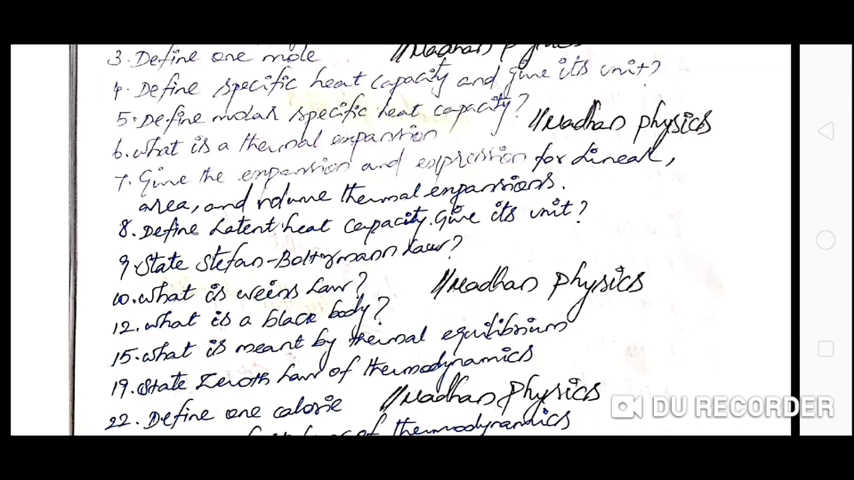 3. Define one mole
4. Define specific heat capacity and give its unit?
5. Define molar specific heat capacity?
6. What is a thermal expansion
//Madhan physics
7. Give the expansion and expression for Linear,
area, and volume thermal expansions.
8. Define Latent heat capacity. Give its unit?
9. State Stefan-Boltzmann Law?
10. What is weins Law?
//Madhan physics
12. What is a black body?
15. What is meant by thermal equilibrium
19. State Zeroth Law of thermodynamics
22. Define one calorie
//Madhan physics
DU RECORDER
of thermodynamics